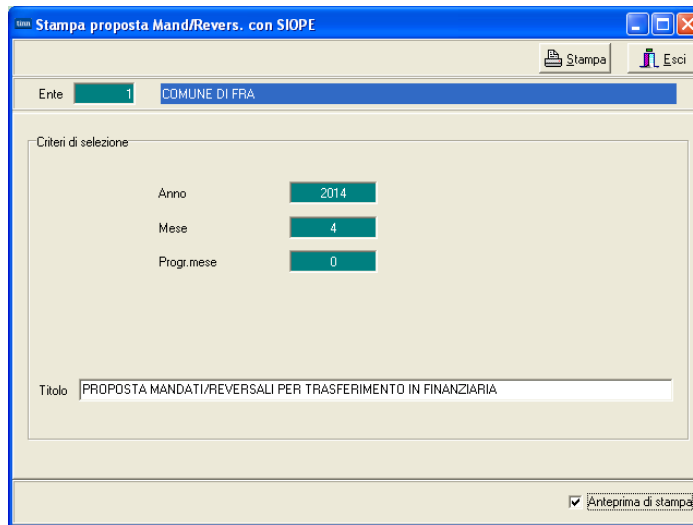 tinn Stampa proposta Mand/Revers. con SIOPE
Stampa Esci
Ente 1 COMUNE DI FRA
Criteri di selezione
Anno 2014
Mese 4
Progr.mese 0
Titolo PROPOSTA MANDATI/REVERSALI PER TRASFERIMENTO IN FINANZIARIA
Anteprima di stampa